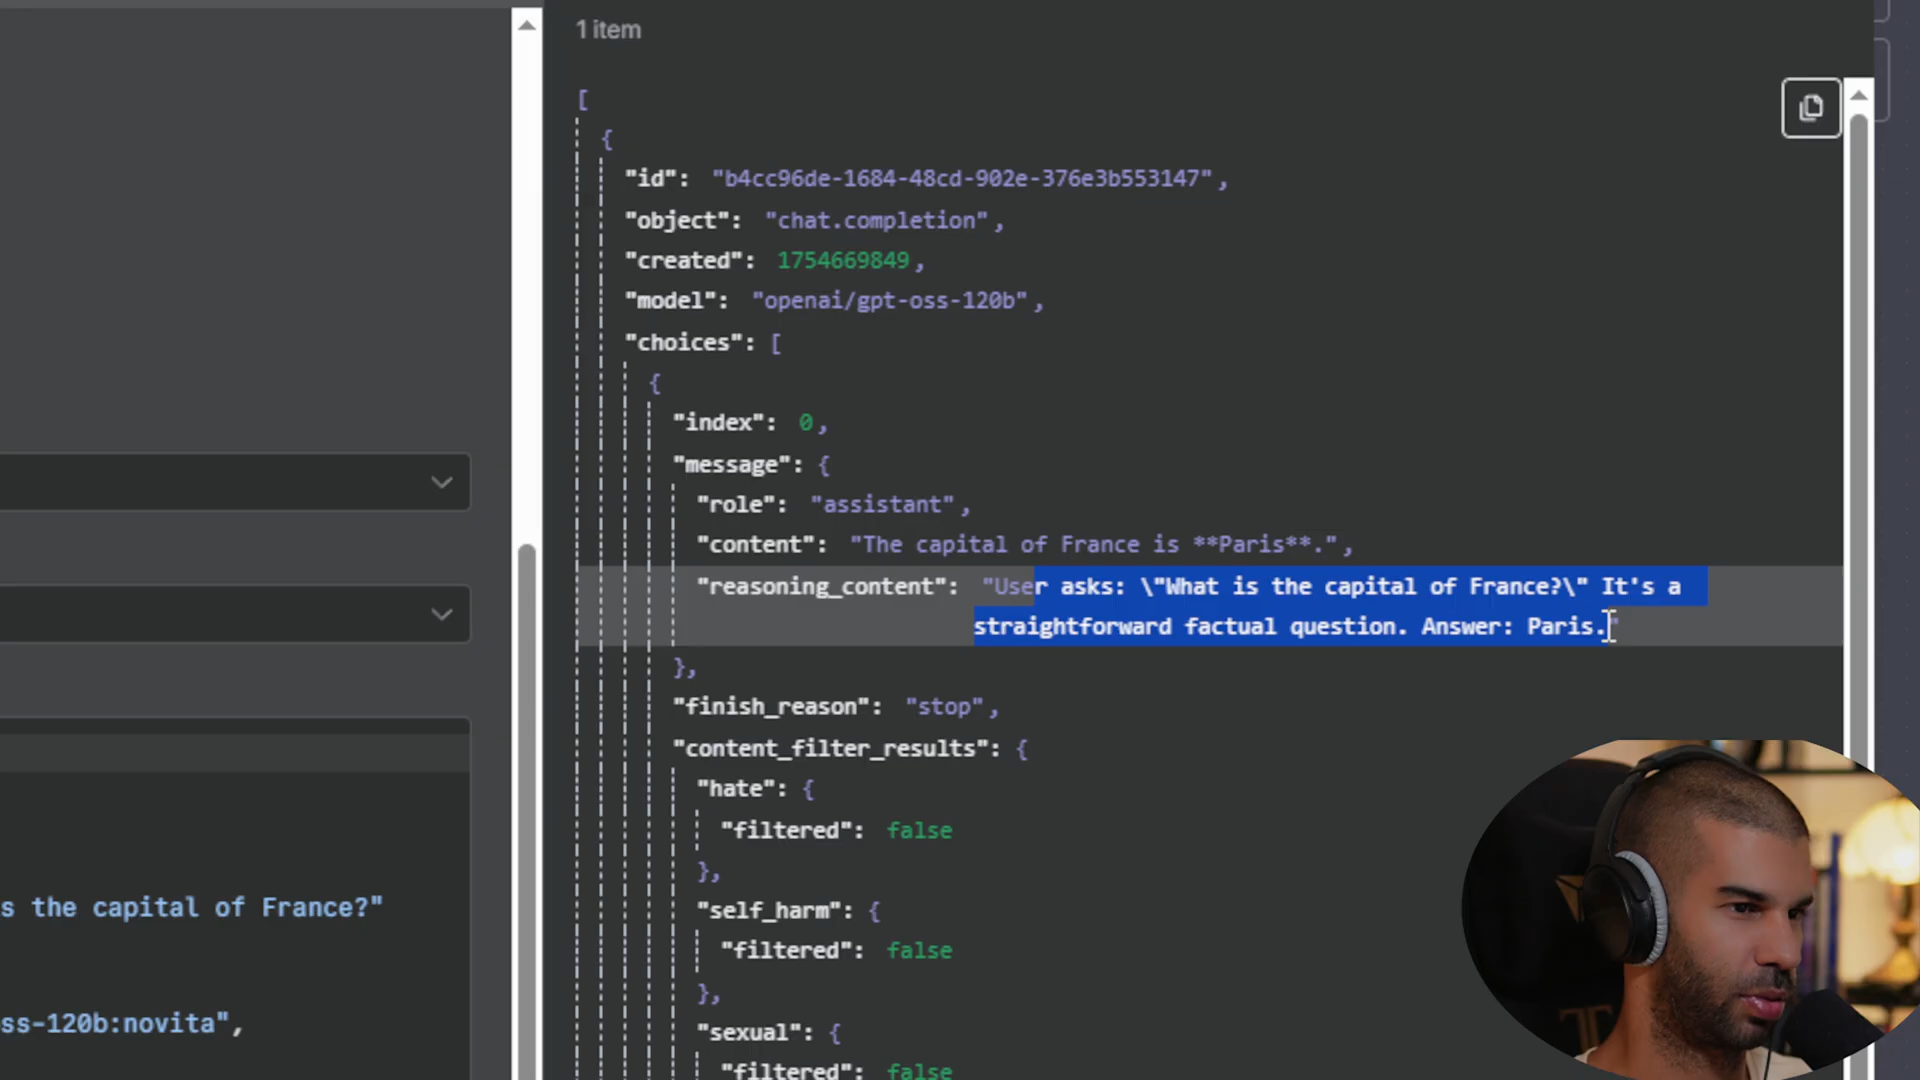 1 item
[
{
"id": "b4cc96de-1684-48cd-902e-376e3b553147",
"object": "chat.completion",
"created": 1754669849,
"model": "openai/gpt-oss-120b",
"choices": [
{
"index": 0,
"message": {
"role": "assistant",
"content": "The capital of France is **Paris**.",
"reasoning_content": "User asks: \"What is the capital of France?\" It's a
straightforward factual question. Answer: Paris."
},
"finish_reason": "stop",
"content_filter_results": {
"hate": {
"filtered": false
},
"self_harm": {
"filtered": false
},
"sexual": {
"filtered": false
s the capital of France?"
ss-120b:novita",